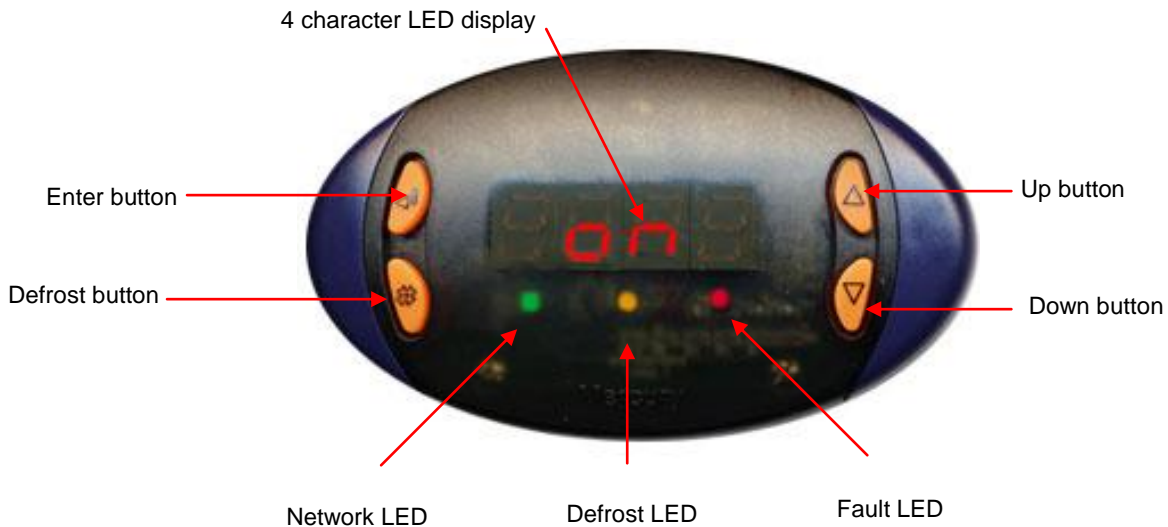 4 character LED display
Enter button
Up button
on
Defrost button
Down button
Mercury
Network LED
Defrost LED
Fault LED